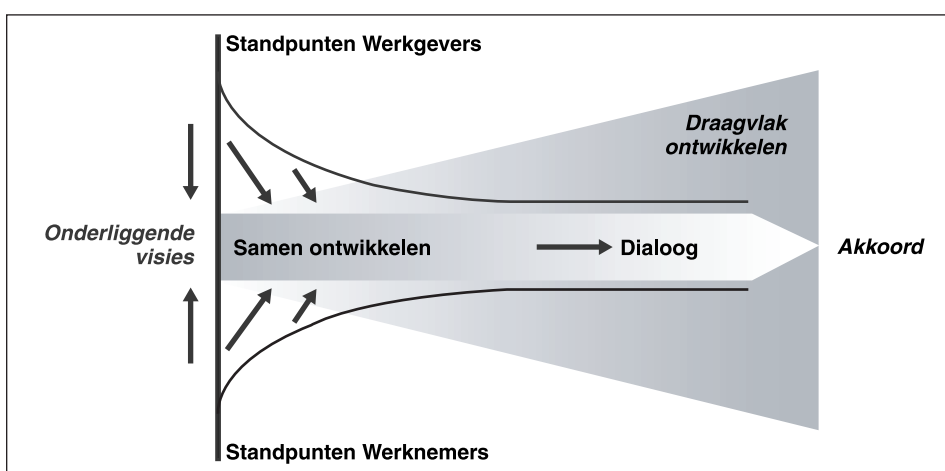 Standpunten Werkgevers
Draagvlak
ontwikkelen
Onderliggende
visies
Samen ontwikkelen
Dialoog
Akkoord
Standpunten Werknemers